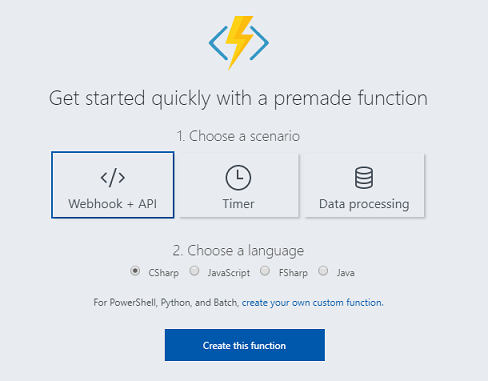 Get started quickly with a premade function
1. Choose a scenario
Webhook + API
Timer
Data processing
2. Choose a language
CSharp JavaScript FSharp Java
For PowerShell, Python, and Batch, create your own custom function.
Create this function